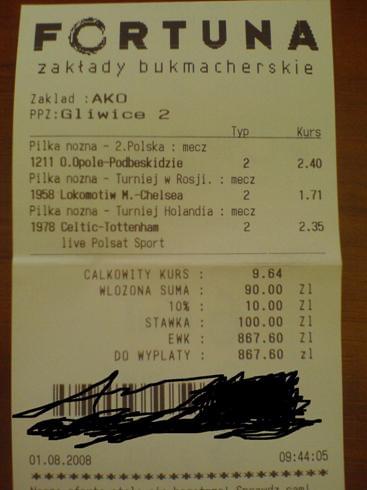 FORTUNA
zakłady bukmacherskie
Zaklad :AKO
PPZ:Gliwice 2
Typ Kurs
Pilka nozna - 2.Polska : mecz
1211 O.Opole-Podbeskidzie 2 2.40
Pilka nozna - Turniej w Rosji. : mecz
1958 Lokomotiw M.-Chelsea 2 1.71
Pilka nozna - Turniej Holandia : mecz
1978 Celtic-Tottenham 2 2.35
live Polsat Sport
CALKOWITY KURS : 9.64
WLOZONA SUMA : 90.00 Zl
10% : 10.00 Zl
STAWKA : 100.00 Zl
EWK : 867.60 Zl
DO WYPLATY : 867.60 zl
01.08.2008 09:44:05